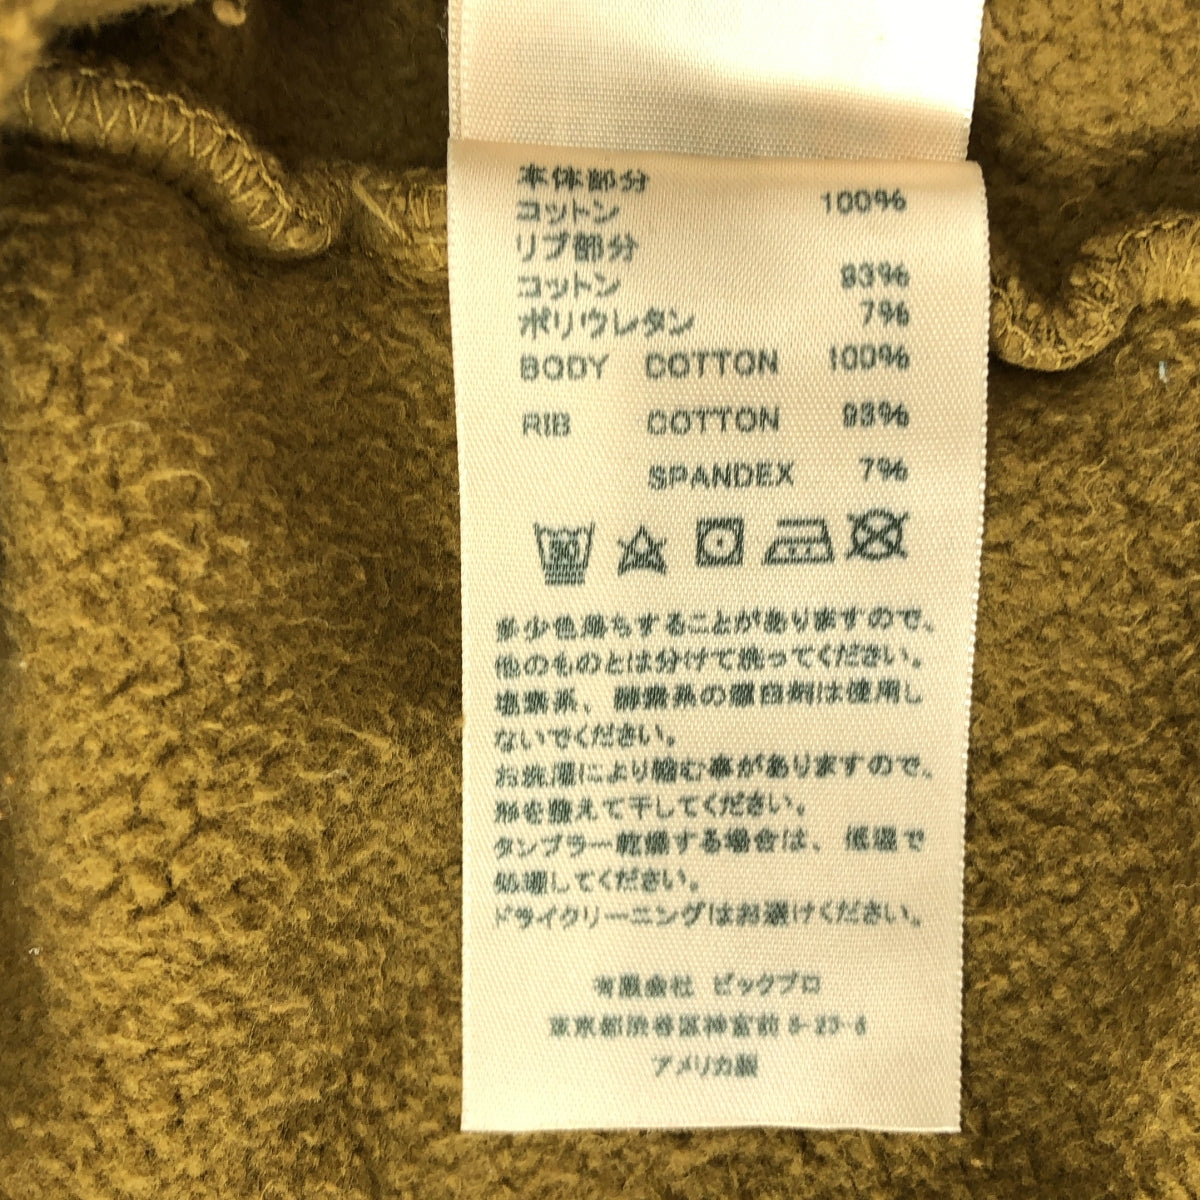 本体部分
コットン 100%
リブ部分
コットン 93%
ポリウレタン 7%
BODY COTTON 100%
RIB COTTON 93%
SPANDEX 7%
30
多少色落ちすることがありますので、
他のものとは分けて洗ってください。
塩素系、酵素系の漂白剤は使用し
ないでください。
お洗濯により縮む事がありますので、
形を整えて干してください。
タンブラー乾燥する場合は、低温で
処理してください。
ドライクリーニングはお避けください。
有限会社 ビックプロ
東京都渋谷区神宮前 5-23-6
アメリカ製